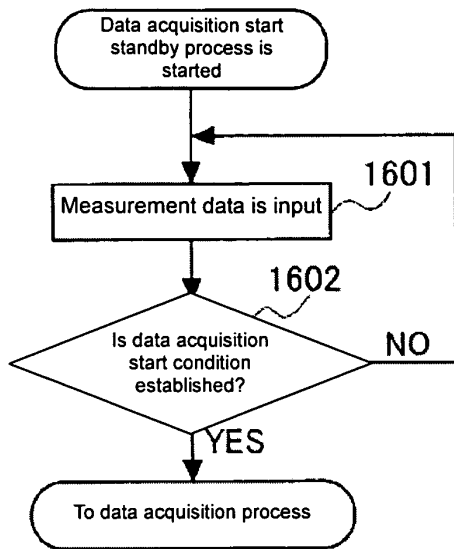 Data acquisition start
standby process is
started
1601
Measurement data is input
1602
Is data acquisition
start condition
established?
NO
YES
To data acquisition process